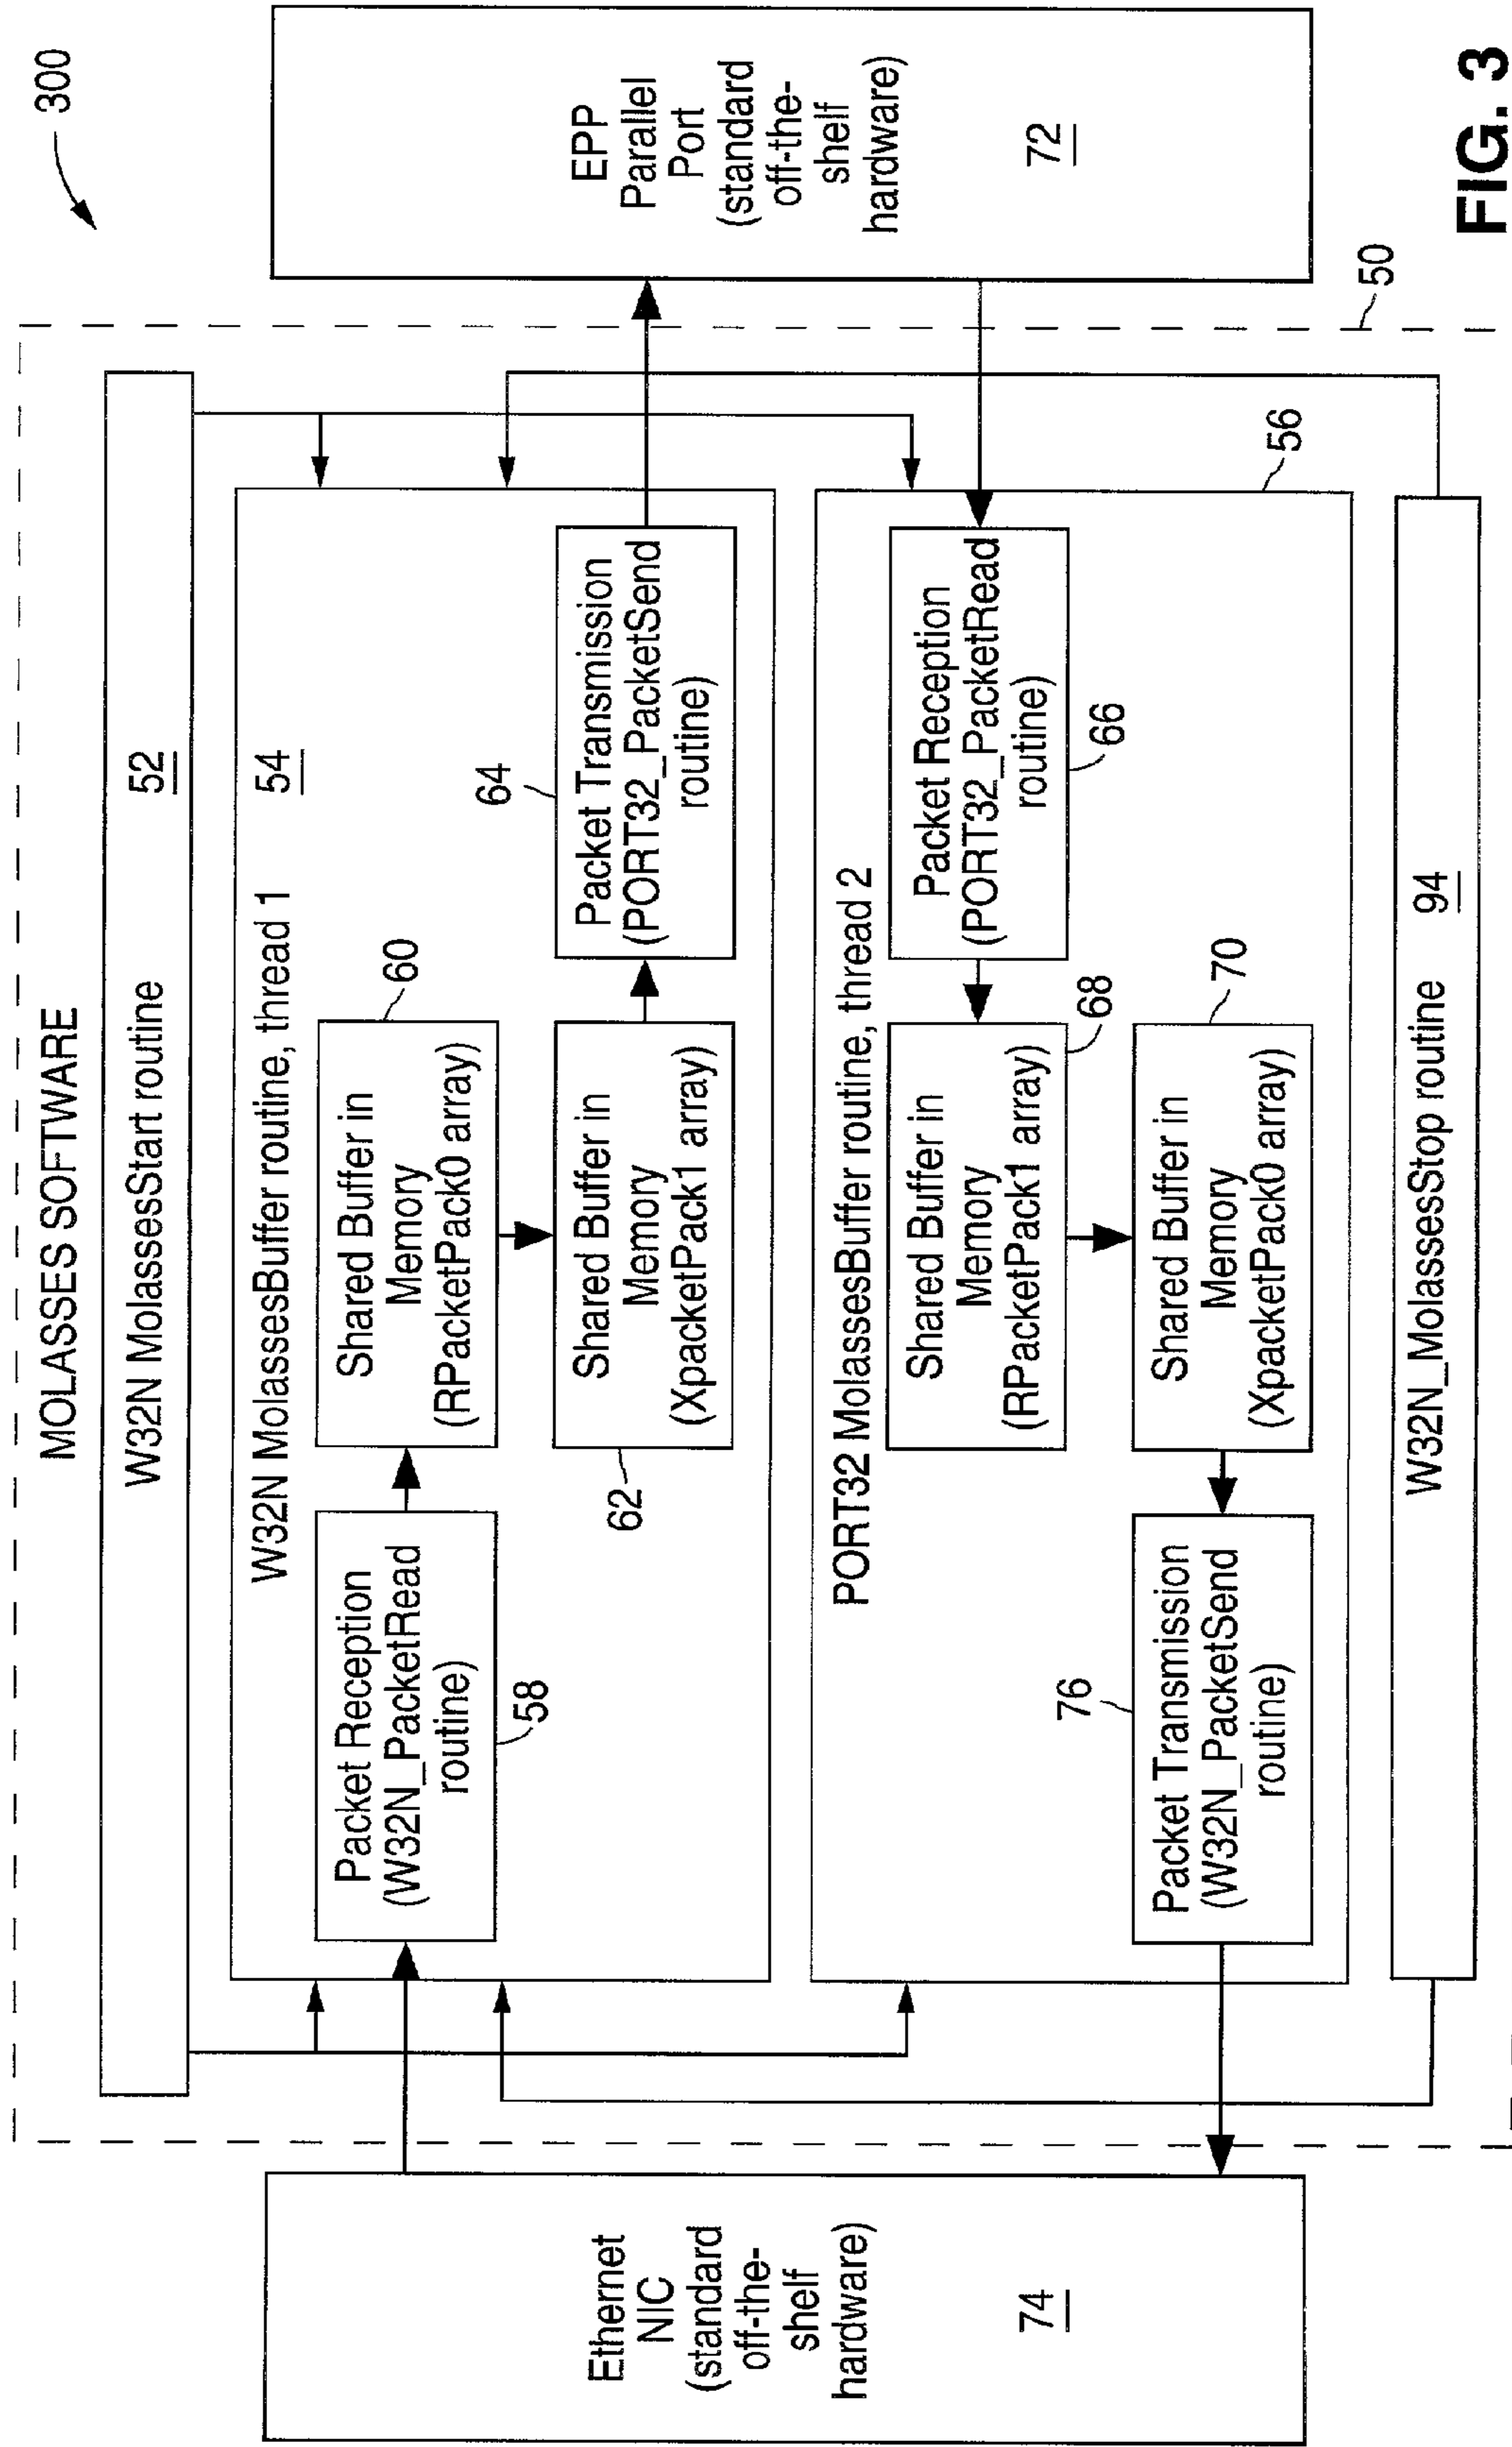 300
MOLASSES SOFTWARE
W32N MolassesStart routine
52
W32N MolassesBuffer routine, thread 1
54
Packet Reception
(W32N_PacketRead
routine)
58
Shared Buffer in
Memory
(RPacketPack0 array)
60
Shared Buffer in
Memory
(XpacketPack1 array)
62
64
Packet Transmission
(PORT32_PacketSend
routine)
PORT32 MolassesBuffer routine, thread 2
56
Packet Reception
(PORT32_PacketRead
routine)
66
Shared Buffer in
Memory
(RPacketPack1 array)
68
Shared Buffer in
Memory
(XpacketPack0 array)
70
76
Packet Transmission
(W32N_PacketSend
routine)
W32N_MolassesStop routine
94
Ethernet
NIC
(standard
off-the-
shelf
hardware)
74
EPP
Parallel
Port
(standard
off-the-
shelf
hardware)
72
50
FIG. 3